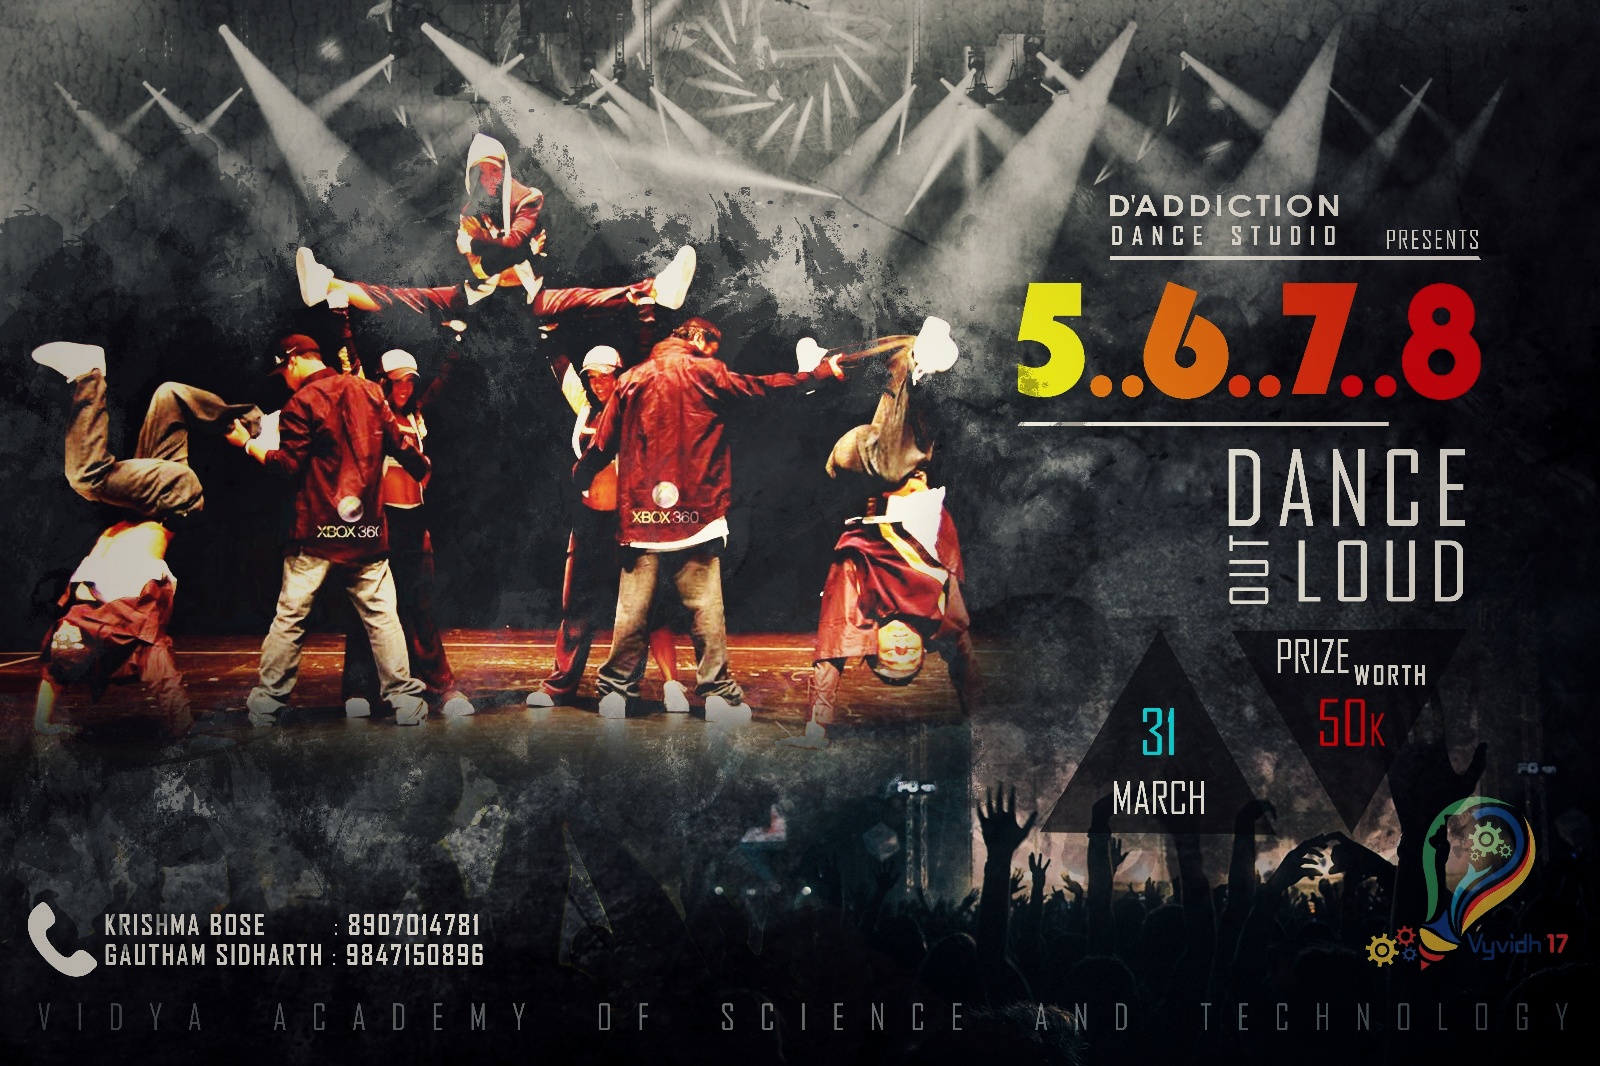 D'ADDICTION
DANCE STUDIO PRESENTS
5..6..7..8
DANCE
OUT LOUD
PRIZE WORTH
50K
31
MARCH
XBOX 360
XBOX 360
KRISHMA BOSE : 8907014781
GAUTHAM SIDHARTH : 9847150896
Vyvidh 17
VIDYA ACADEMY OF SCIENCE AND TECHNOLOGY